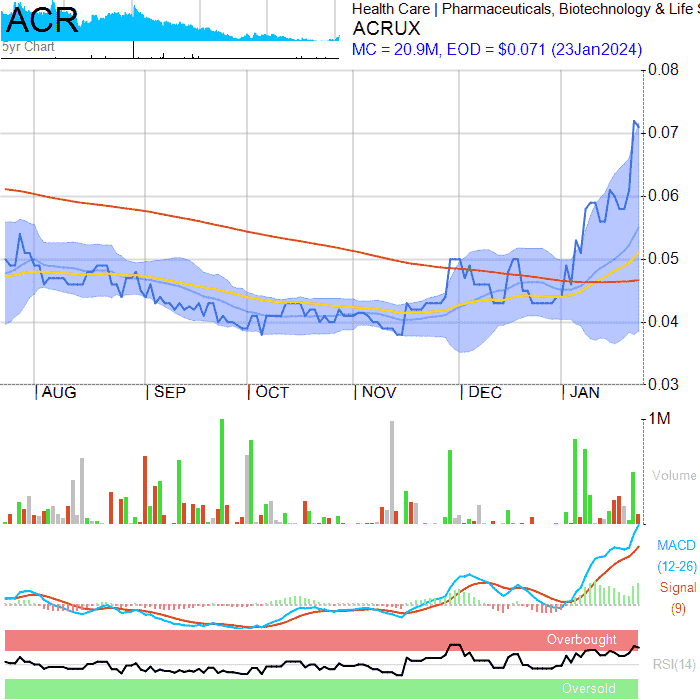 ACR
5yr Chart
Health Care | Pharmaceuticals, Biotechnology & Life S
ACRUX
MC = 20.9M, EOD = $0.071 (23Jan2024)
0.08
0.07
0.06
0.05
0.04
0.03
AUG
SEP
OCT
NOV
DEC
JAN
1M
Volume
MACD
(12-26)
Signal
(9)
Overbought
RSI(14)
Oversold